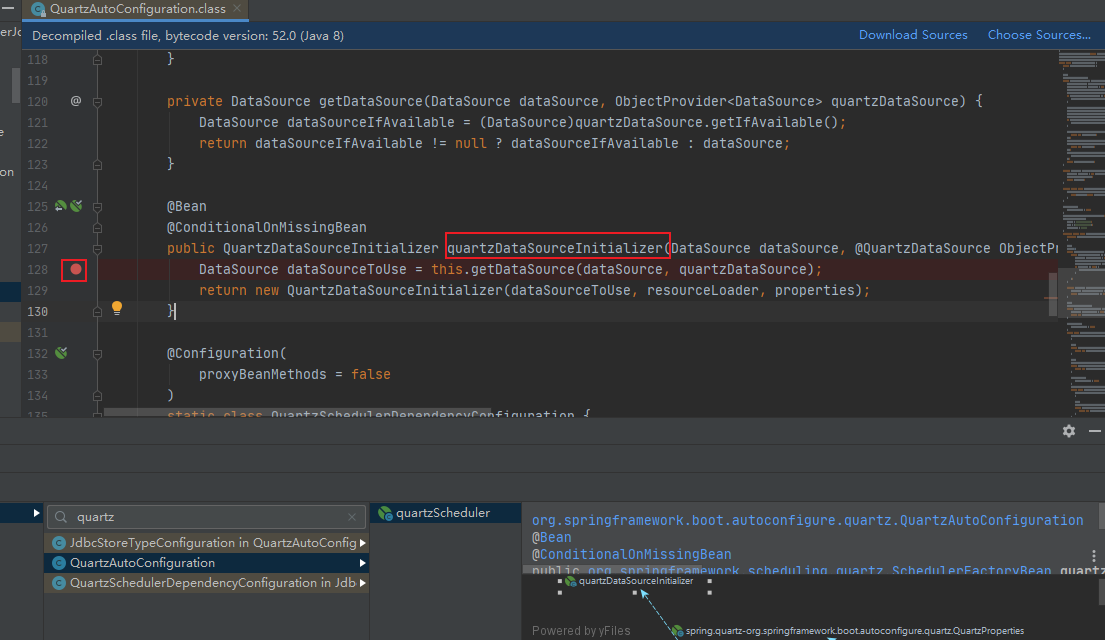 QuartzAutoConfiguration.class
Decompiled .class file, bytecode version: 52.0 (Java 8) Download Sources Choose Sources...
118 }
119
120 @ private DataSource getDataSource(DataSource dataSource, ObjectProvider<DataSource> quartzDataSource) {
121 DataSource dataSourceIfAvailable = (DataSource)quartzDataSource.getIfAvailable();
122 return dataSourceIfAvailable != null ? dataSourceIfAvailable : dataSource;
123 }
124
125 @Bean
126 @ConditionalOnMissingBean
127 public QuartzDataSourceInitializer quartzDataSourceInitializer(DataSource dataSource, @QuartzDataSource ObjectPr
128 DataSource dataSourceToUse = this.getDataSource(dataSource, quartzDataSource);
129 return new QuartzDataSourceInitializer(dataSourceToUse, resourceLoader, properties);
130 }
131
132 @Configuration(
133 proxyBeanMethods = false
134 )
135 static class QuartzSchedulerDependencyConfiguration {
quartz
JdbcStoreTypeConfiguration in QuartzAutoConfig
QuartzAutoConfiguration
QuartzSchedulerDependencyConfiguration in Jdb
quartzScheduler
org.springframework.boot.autoconfigure.quartz.QuartzAutoConfiguration
@Bean
@ConditionalOnMissingBean
public org.springframework.scheduling.quartz.SchedulerFactoryBean quartz
quartzDataSourceInitializer
Powered by yFiles
spring.quartz-org.springframework.boot.autoconfigure.quartz.QuartzProperties